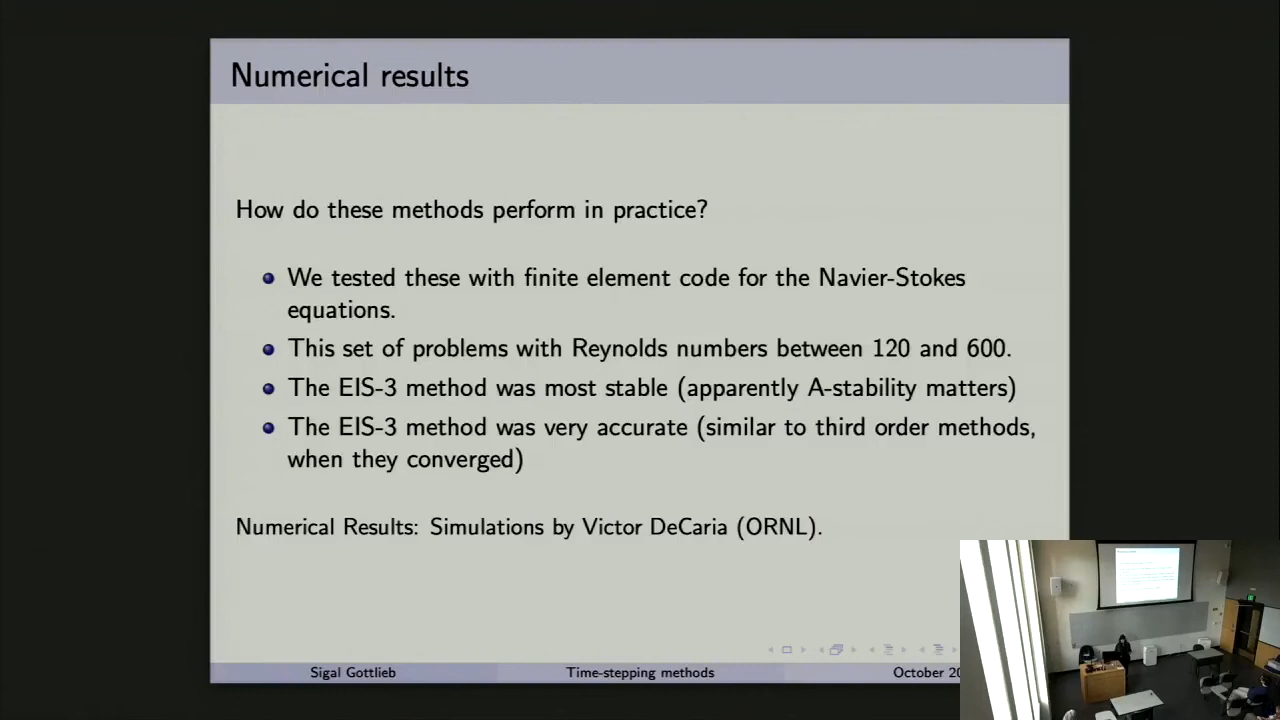 Numerical results
How do these methods perform in practice?
We tested these with finite element code for the Navier-Stokes
equations.
This set of problems with Reynolds numbers between 120 and 600.
The EIS-3 method was most stable (apparently A-stability matters)
The EIS-3 method was very accurate (similar to third order methods,
when they converged)
Numerical Results: Simulations by Victor DeCaria (ORNL).
Sigal Gottlieb
Time-stepping methods
October 20